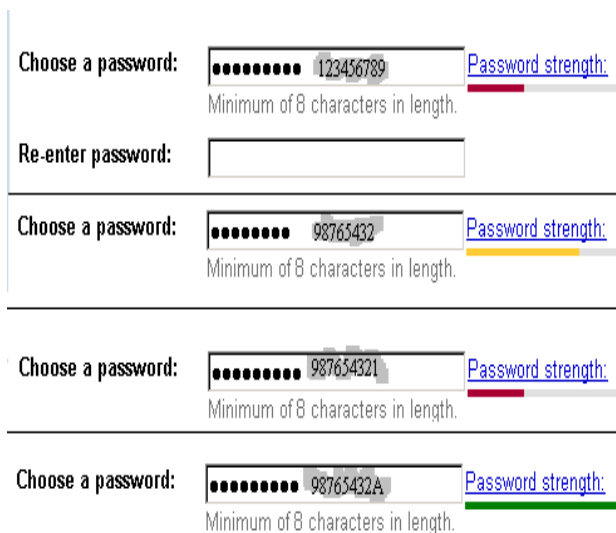 Choose a password: ●●●●●●●●● 123456789 Password strength:
Minimum of 8 characters in length.
Re-enter password:
Choose a password: ●●●●●●●● 98765432 Password strength:
Minimum of 8 characters in length.
Choose a password: ●●●●●●●●● 987654321 Password strength:
Minimum of 8 characters in length.
Choose a password: ●●●●●●●●● 98765432A Password strength:
Minimum of 8 characters in length.